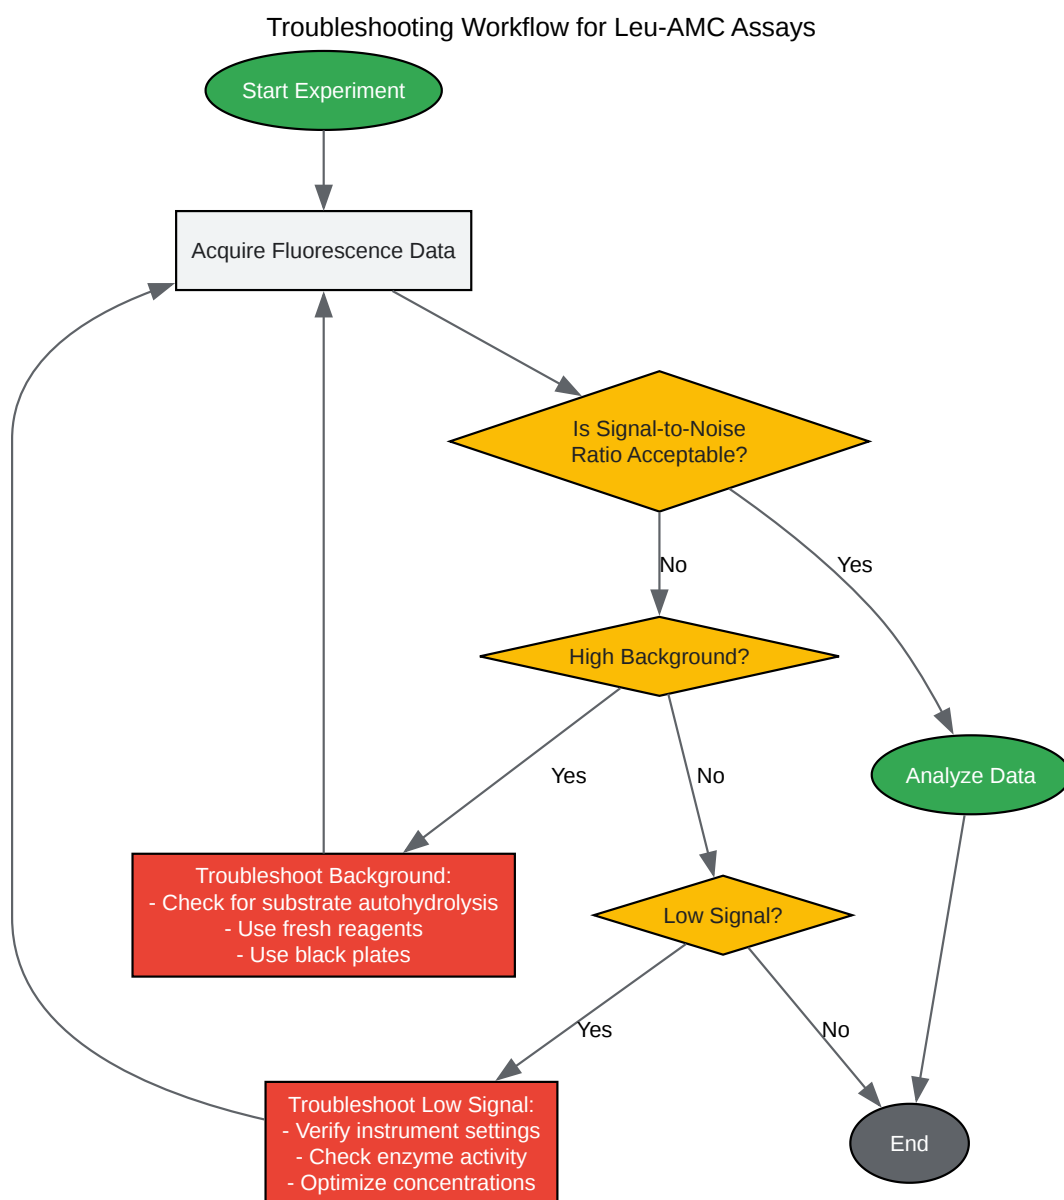 Troubleshooting Workflow for Leu-AMC Assays
Start Experiment
Acquire Fluorescence Data
Is Signal-to-Noise
Ratio Acceptable?
No
Yes
High Background?
Yes
No
Analyze Data
Troubleshoot Background:
- Check for substrate autohydrolysis
- Use fresh reagents
- Use black plates
Low Signal?
Yes
No
Troubleshoot Low Signal:
- Verify instrument settings
- Check enzyme activity
- Optimize concentrations
End